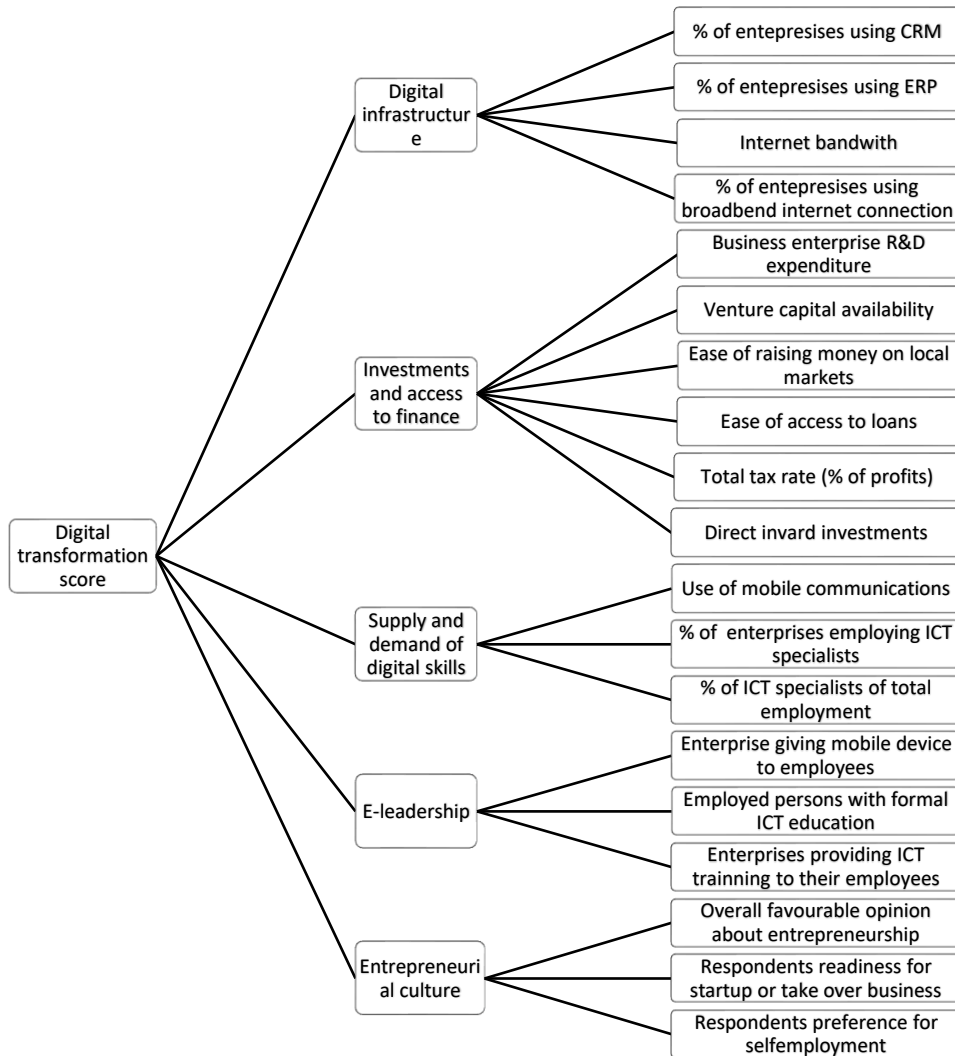 % of entepresises using CRM
Digital
infrastructur
e
% of entepresises using ERP
Internet bandwith
% of entepresises using
broadbend internet connection
Business enterprise R&D
expenditure
Venture capital availability
Investments
and access
to finance
Ease of raising money on local
markets
Ease of access to loans
Total tax rate (% of profits)
Direct invard investments
Digital
transformation
score
Use of mobile communications
Supply and
demand of
digital skills
% of  enterprises employing ICT
specialists
% of ICT specialists of total
employment
Enterprise giving mobile device
to employees
E-leadership
Employed persons with formal
ICT education
Enterprises providing ICT
trainning to their employees
Overall favourable opinion
about entrepreneurship
Entrepreneuri
al culture
Respondents readiness for
startup or take over business
Respondents preference for
selfemployment